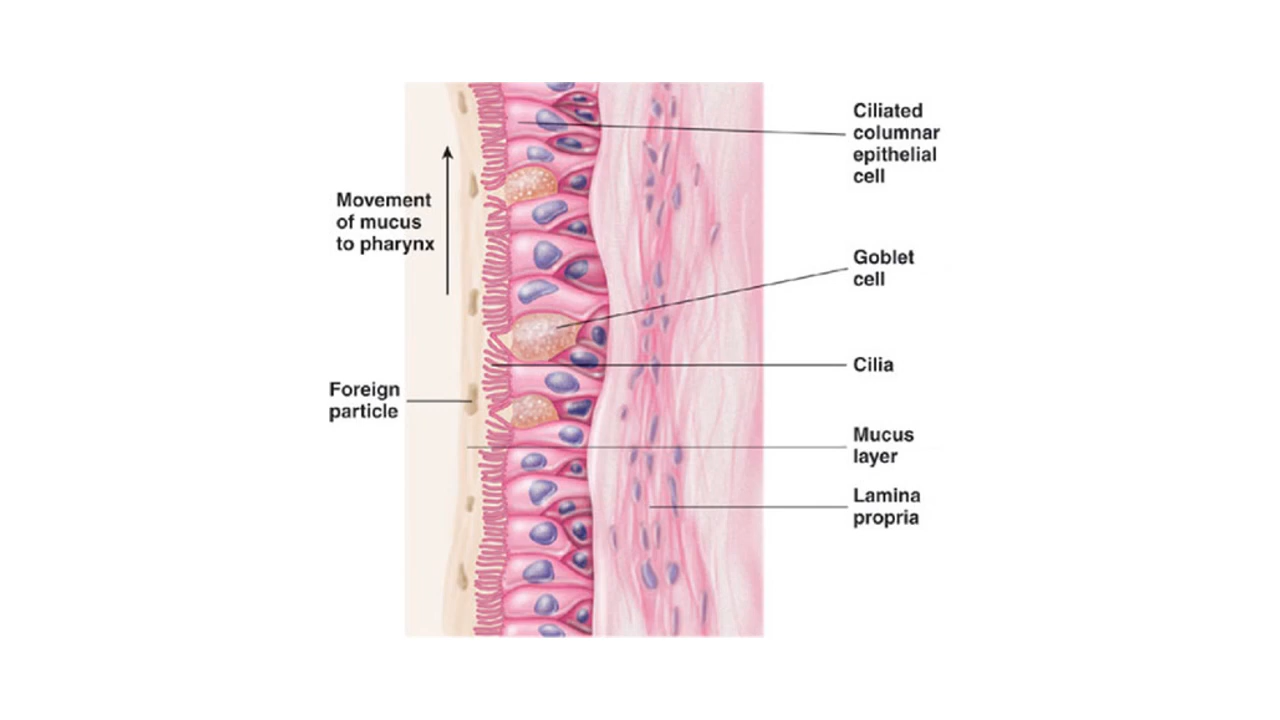 Movement
of mucus
to pharynx
Foreign
particle
Ciliated
columnar
epithelial
cell
Goblet
cell
Cilia
Mucus
layer
Lamina
propria